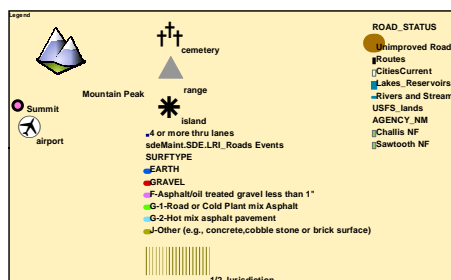 Legend
cemetery
Mountain Peak
range
Summit
island
airport
4 or more thru lanes
sdeMaint.SDE.LRI_Roads Events
SURFTYPE
EARTH
GRAVEL
F-Asphalt/oil treated gravel less than 1"
G-1-Road or Cold Plant mix Asphalt
G-2-Hot mix asphalt pavement
J-Other (e.g., concrete,cobble stone or brick surface)
1/2 Jurisdiction
ROAD_STATUS
Unimproved Road
Routes
CitiesCurrent
Lakes_Reservoirs
Rivers and Stream
USFS_lands
AGENCY_NM
Challis NF
Sawtooth NF